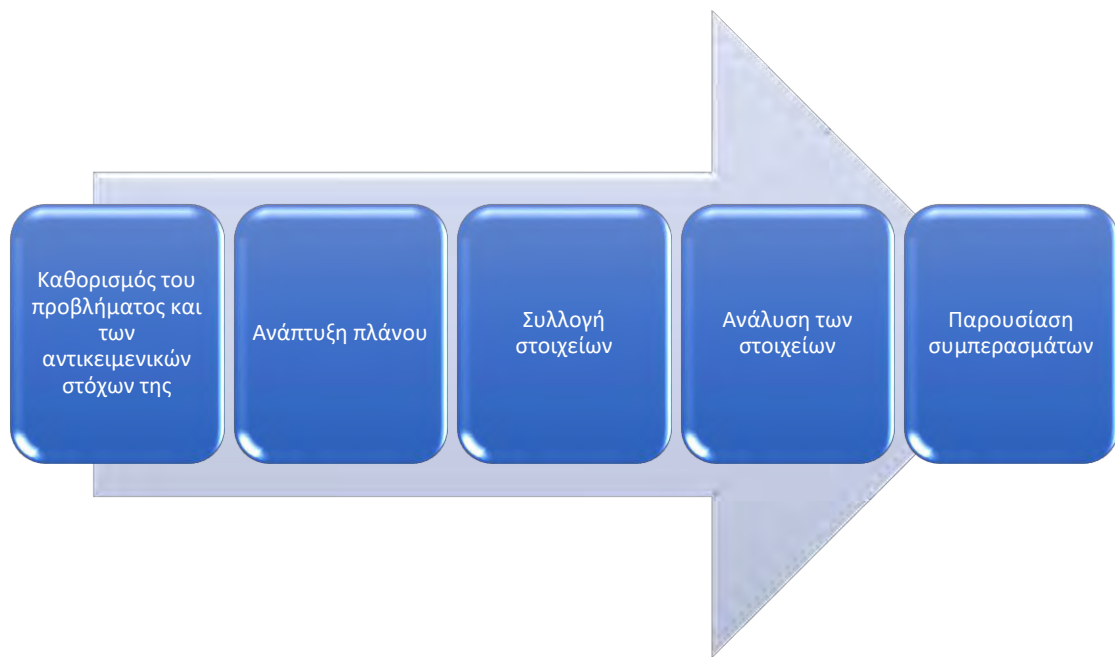 Καθορισμός του
προβλήματος και
των
αντικειμενικών
στόχων της
Ανάπτυξη πλάνου
Συλλογή
στοιχείων
Ανάλυση των
στοιχείων
Παρουσίαση
συμπερασμάτων